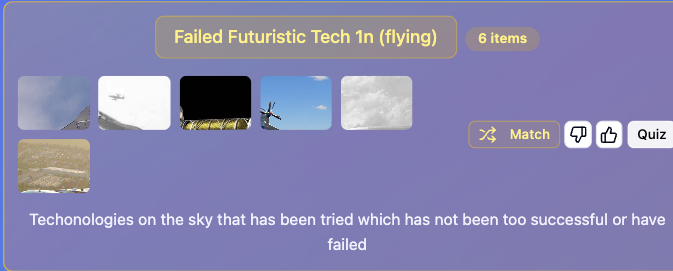 Failed Futuristic Tech 1n (flying)
6 items
Match
Quiz
Techonologies on the sky that has been tried which has not been too successful or have
failed